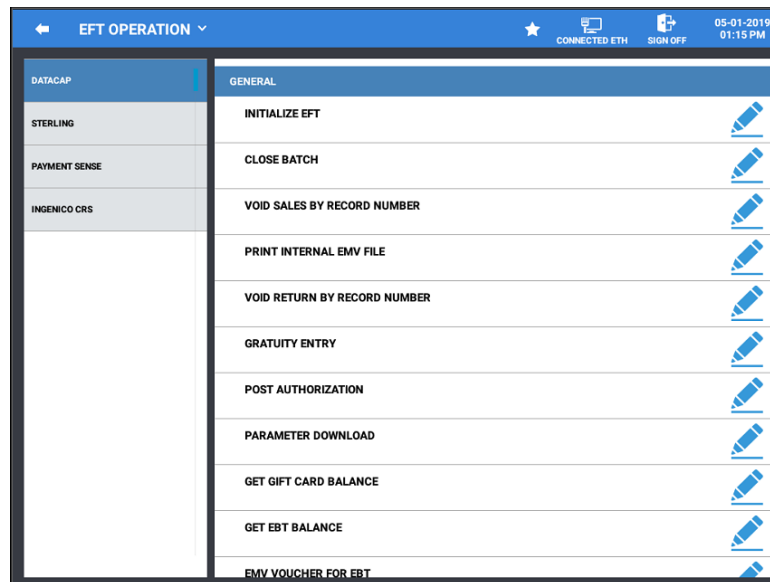 EFT OPERATION
CONNECTED ETH
SIGN OFF
05-01-2019
01:15 PM
DATACAP
STERLING
PAYMENT SENSE
INGENICO CRS
GENERAL
INITIALIZE EFT
CLOSE BATCH
VOID SALES BY RECORD NUMBER
PRINT INTERNAL EMV FILE
VOID RETURN BY RECORD NUMBER
GRATUITY ENTRY
POST AUTHORIZATION
PARAMETER DOWNLOAD
GET GIFT CARD BALANCE
GET EBT BALANCE
EMV VOUCHER FOR EBT